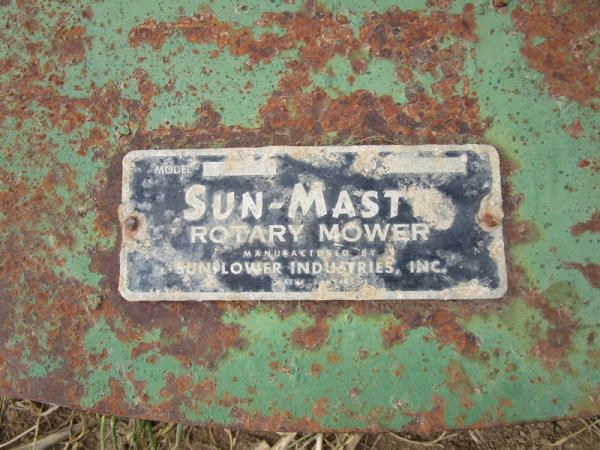 MODEL
SUN-MAST
ROTARY MOWER
MANUFACTURED BY
SUNFLOWER INDUSTRIES, INC.